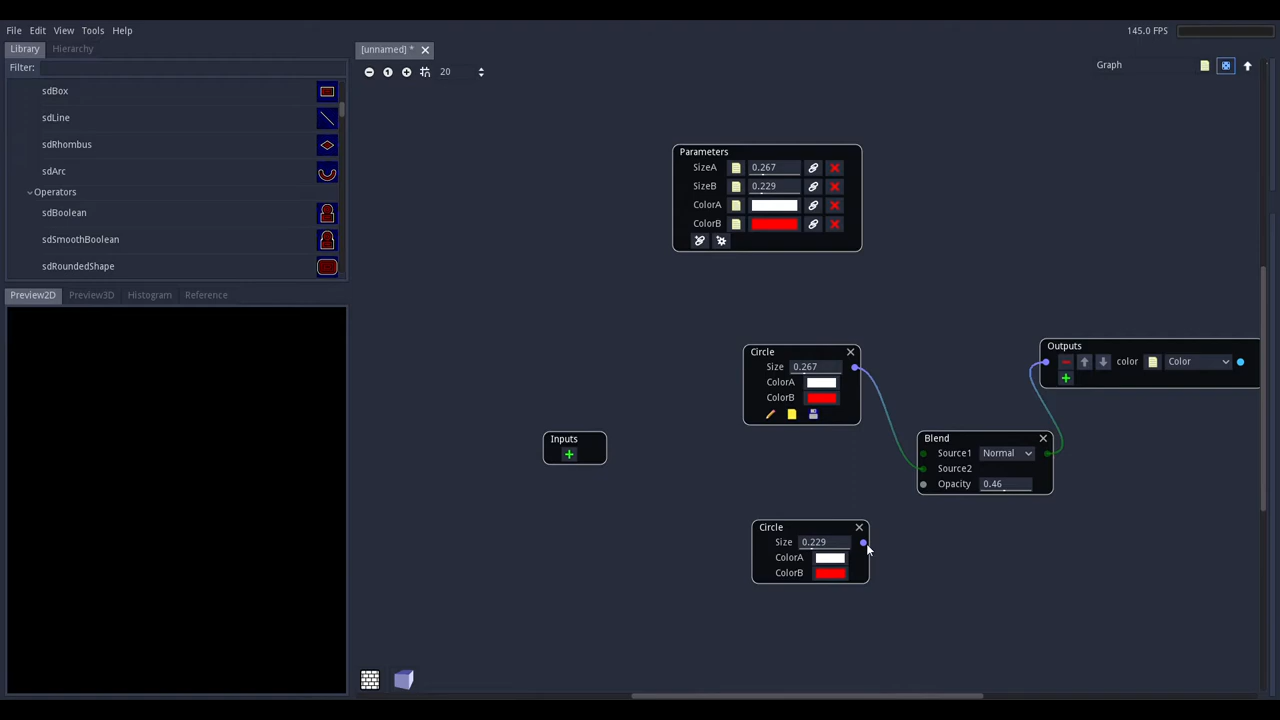 File Edit View Tools Help
145.0 FPS
Library Hierarchy
[unnamed] *
Filter:
20
Graph
sdBox
sdLine
sdRhombus
sdArc
Operators
sdBoolean
sdSmoothBoolean
sdRoundedShape
Preview2D Preview3D Histogram Reference
Parameters
SizeA 0.267
SizeB 0.229
ColorA
ColorB
Circle
Size 0.267
ColorA
ColorB
Outputs
color Color
Inputs
Blend
Source1 Normal
Source2
Opacity 0.46
Circle
Size 0.229
ColorA
ColorB